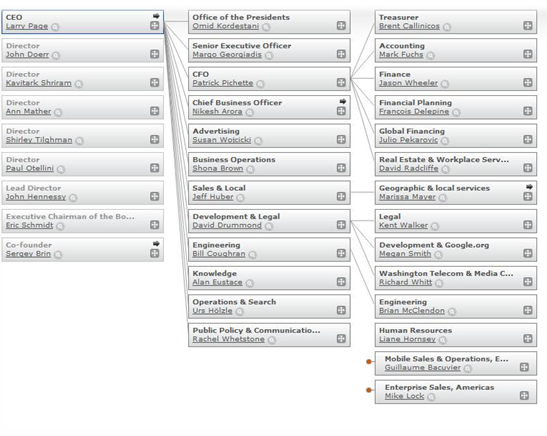 CEO
Larry Page
Director
John Doerr
Director
Kavitark Shriram
Director
Ann Mather
Director
Shirley Tilghman
Director
Paul Otellini
Lead Director
John Hennessy
Executive Chairman of the Bo...
Eric Schmidt
Co-founder
Sergey Brin
Office of the Presidents
Omid Kordestani
Senior Executive Officer
Margo Georgiadis
CFO
Patrick Pichette
Chief Business Officer
Nikesh Arora
Advertising
Susan Wojcicki
Business Operations
Shona Brown
Sales & Local
Jeff Huber
Development & Legal
David Drummond
Engineering
Bill Coughran
Knowledge
Alan Eustace
Operations & Search
Urs Hölzle
Public Policy & Communicatio...
Rachel Whetstone
Treasurer
Brent Callinicos
Accounting
Mark Fuchs
Finance
Jason Wheeler
Financial Planning
Francois Delepine
Global Financing
Julio Pekarovic
Real Estate & Workplace Serv...
David Radcliffe
Geographic & local services
Marissa Mayer
Legal
Kent Walker
Development & Google.org
Megan Smith
Washington Telecom & Media C...
Richard Whitt
Engineering
Brian McClendon
Human Resources
Liane Hornsey
Mobile Sales & Operations, E...
Guillaume Bacuvier
Enterprise Sales, Americas
Mike Lock